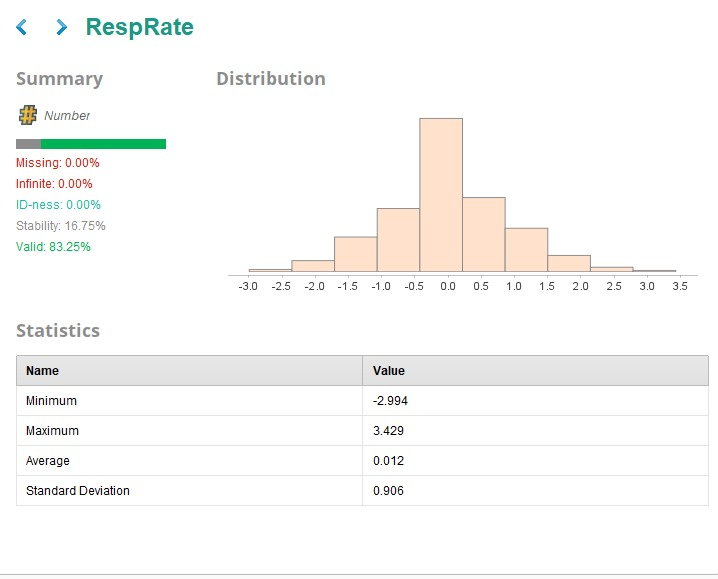 RespRate
Summary
Distribution
Number
Missing: 0.00%
Infinite: 0.00%
ID-ness: 0.00%
Stability: 16.75%
Valid: 83.25%
-3.0 -2.5 -2.0 -1.5 -1.0 -0.5 0.0 0.5 1.0 1.5 2.0 2.5 3.0 3.5
Statistics
Name Value
Minimum -2.994
Maximum 3.429
Average 0.012
Standard Deviation 0.906